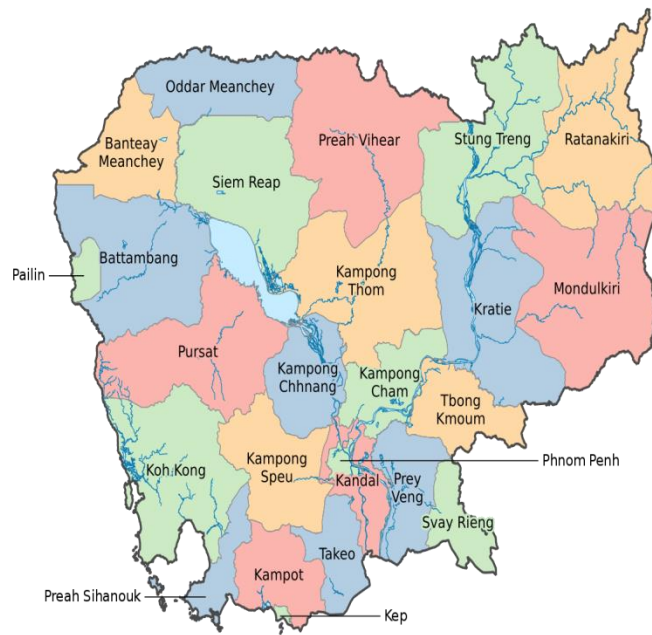 Oddar Meanchey
Banteay
Meanchey
Siem Reap
Preah Vihear
Stung Treng
Ratanakiri
Battambang
Pailin
Kampong
Thom
Kratie
Mondulkiri
Pursat
Kampong
Chhnang
Kampong
Cham
Tbong
Kmoum
Koh Kong
Kampong
Speu
Kandal
Phnom Penh
Prey
Veng
Svay Rieng
Takeo
Kampot
Preah Sihanouk
Kep